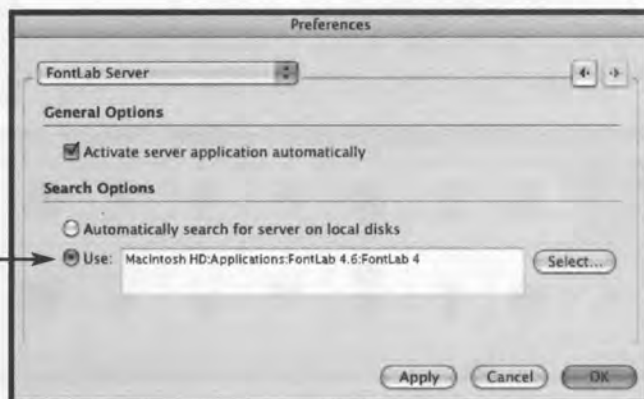 Preferences
FontLab Server
General Options
Activate server application automatically
Search Options
Automatically search for server on local disks
Use: Macintosh HD:Applications:FontLab 4.6:FontLab 4 Select...
Apply Cancel OK